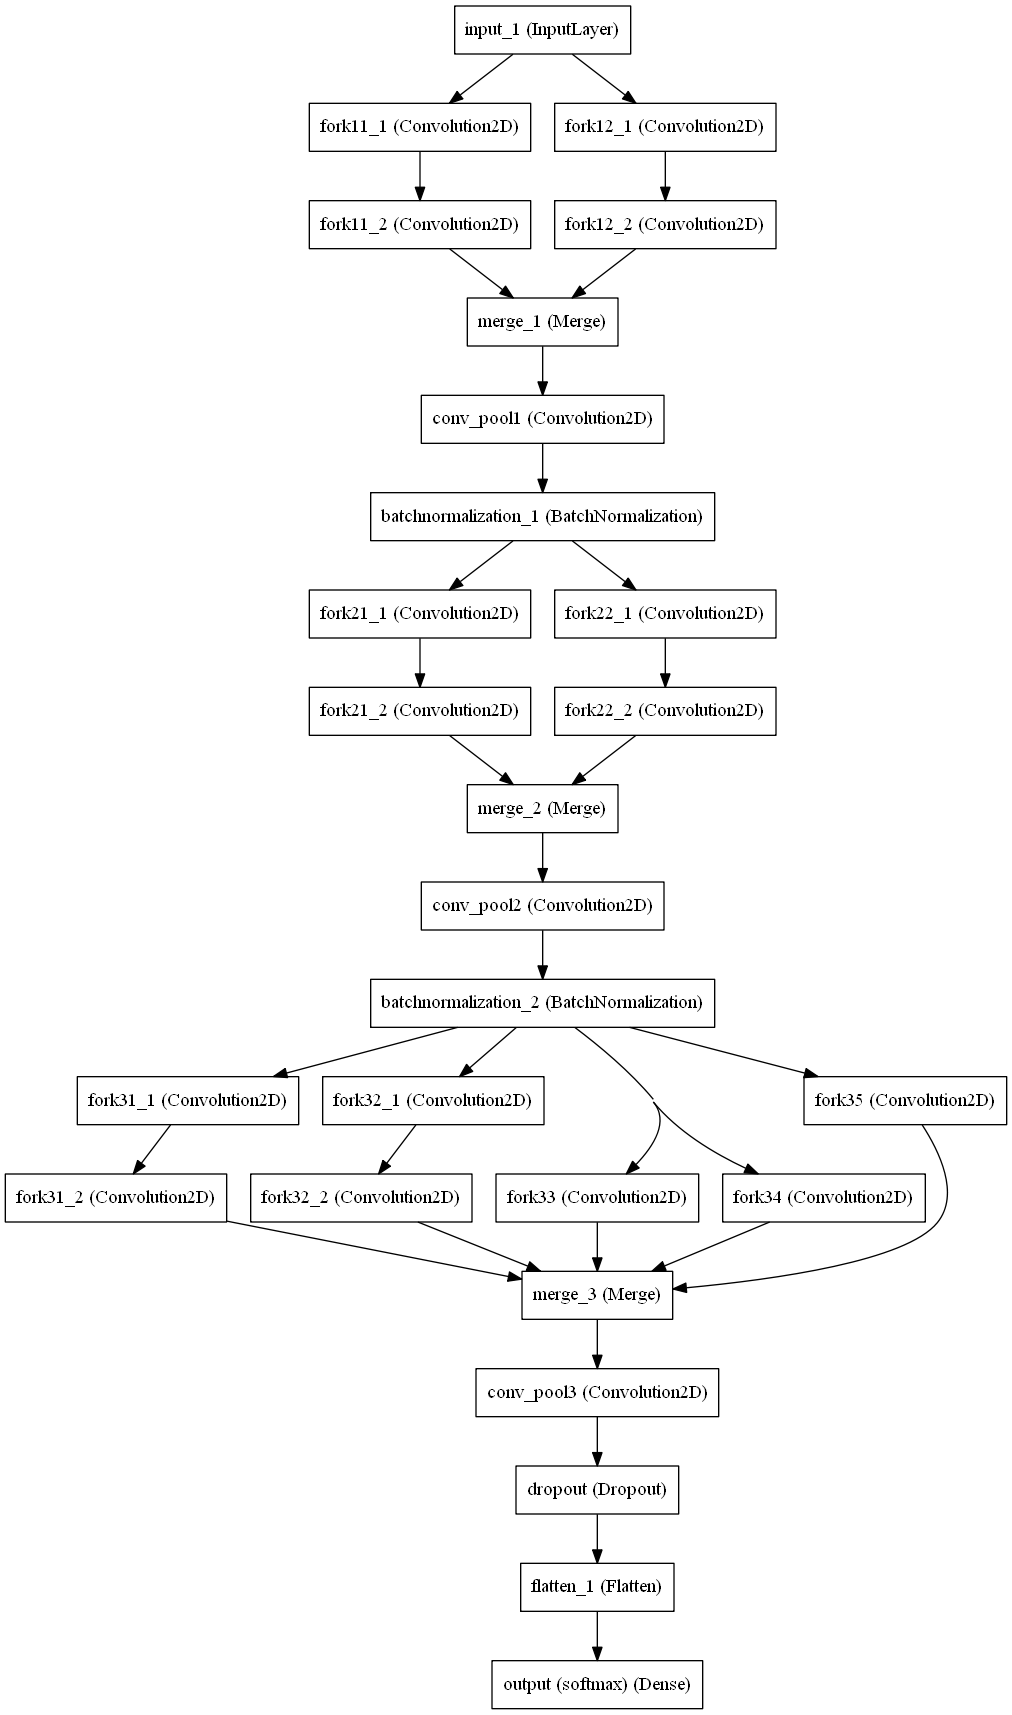 input_1 (InputLayer)
fork11_1 (Convolution2D)
fork12_1 (Convolution2D)
fork11_2 (Convolution2D)
fork12_2 (Convolution2D)
merge_1 (Merge)
conv_pool1 (Convolution2D)
batchnormalization_1 (BatchNormalization)
fork21_1 (Convolution2D)
fork22_1 (Convolution2D)
fork21_2 (Convolution2D)
fork22_2 (Convolution2D)
merge_2 (Merge)
conv_pool2 (Convolution2D)
batchnormalization_2 (BatchNormalization)
fork31_1 (Convolution2D)
fork32_1 (Convolution2D)
fork35 (Convolution2D)
fork31_2 (Convolution2D)
fork32_2 (Convolution2D)
fork33 (Convolution2D)
fork34 (Convolution2D)
merge_3 (Merge)
conv_pool3 (Convolution2D)
dropout (Dropout)
flatten_1 (Flatten)
output (softmax) (Dense)